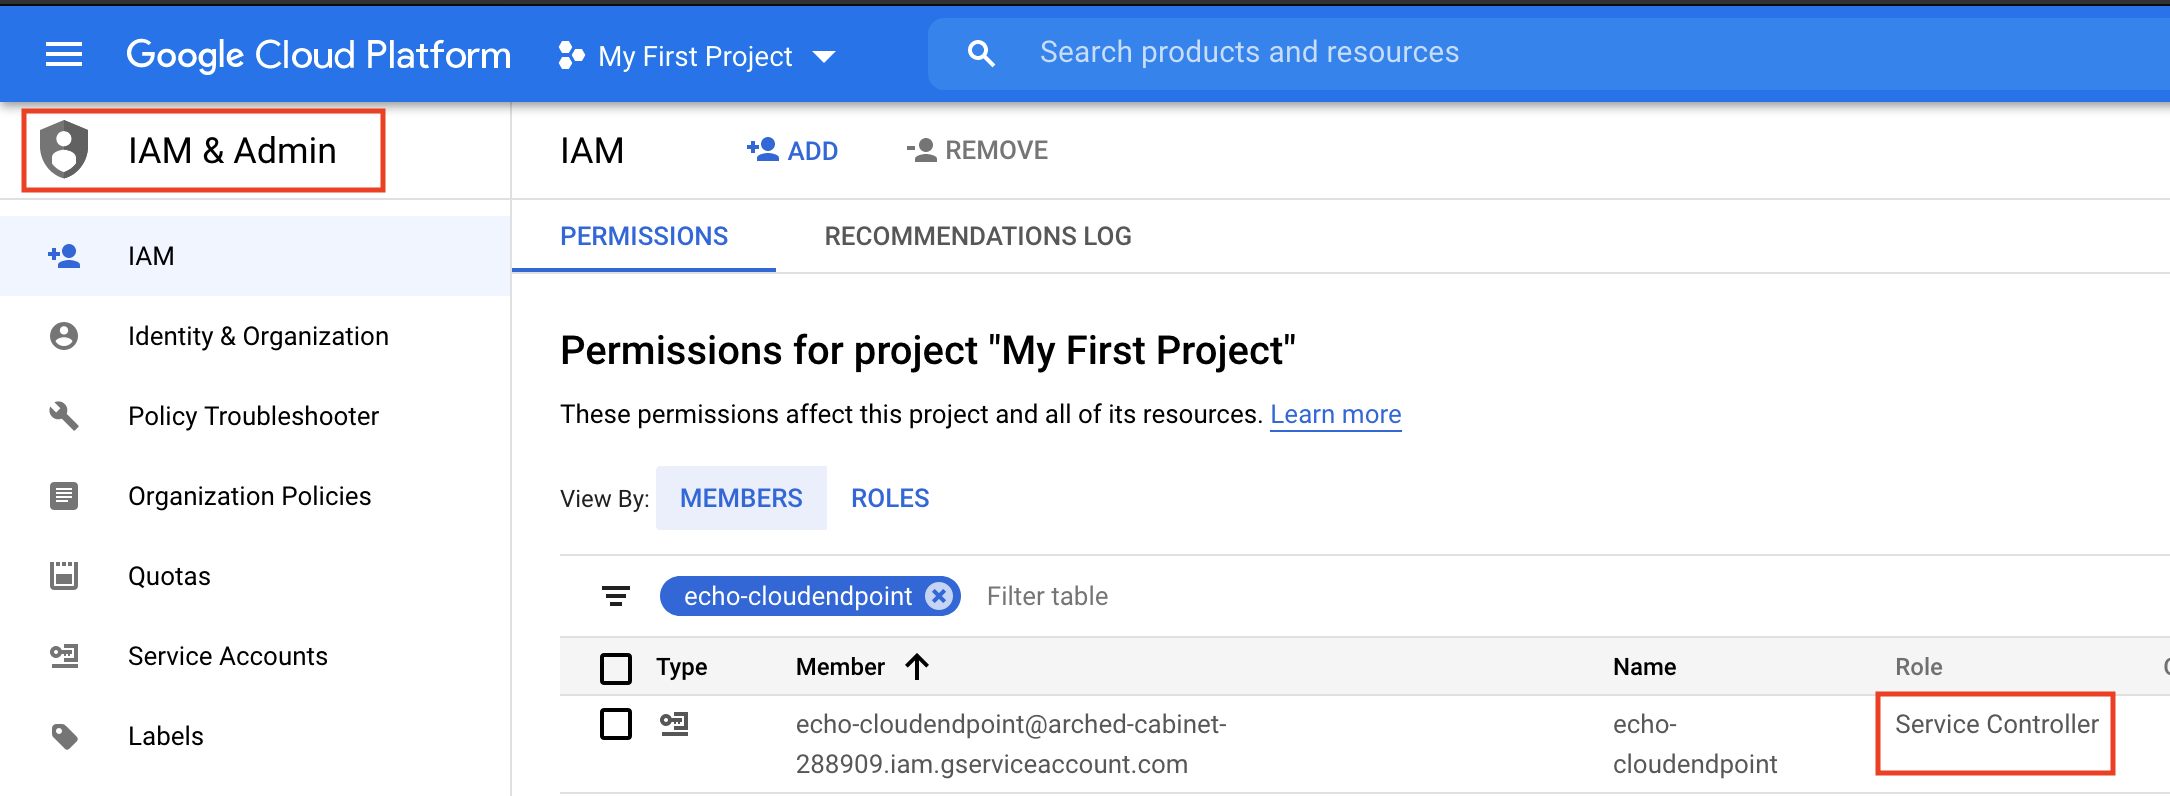 Google Cloud Platform My First Project Search products and resources
IAM & Admin
IAM ADD REMOVE
PERMISSIONS RECOMMENDATIONS LOG
IAM
Identity & Organization
Policy Troubleshooter
Organization Policies
Quotas
Service Accounts
Labels
Permissions for project "My First Project"
These permissions affect this project and all of its resources. Learn more
View By: MEMBERS ROLES
echo-cloudendpoint Filter table
Type Member Name Role
echo-cloudendpoint@arched-cabinet- echo- Service Controller
288909.iam.gserviceaccount.com cloudendpoint